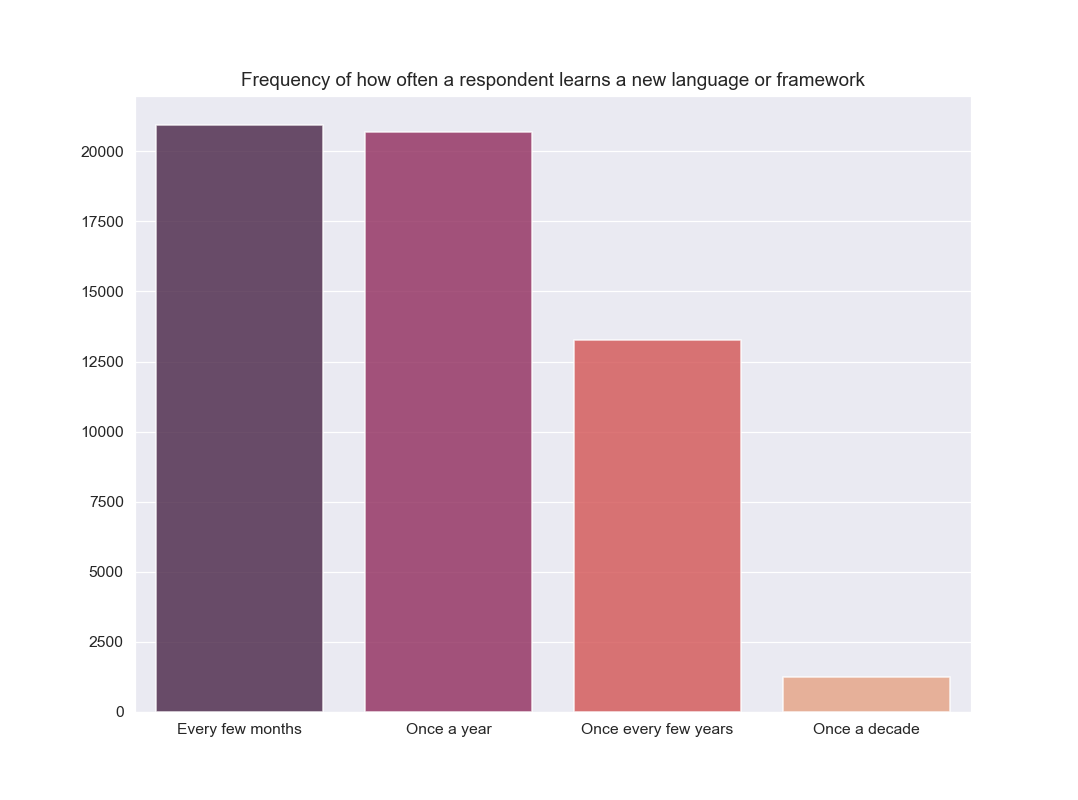 Frequency of how often a respondent learns a new language or framework
20000
17500
15000
12500
10000
7500
5000
2500
0
Every few months
Once a year
Once every few years
Once a decade